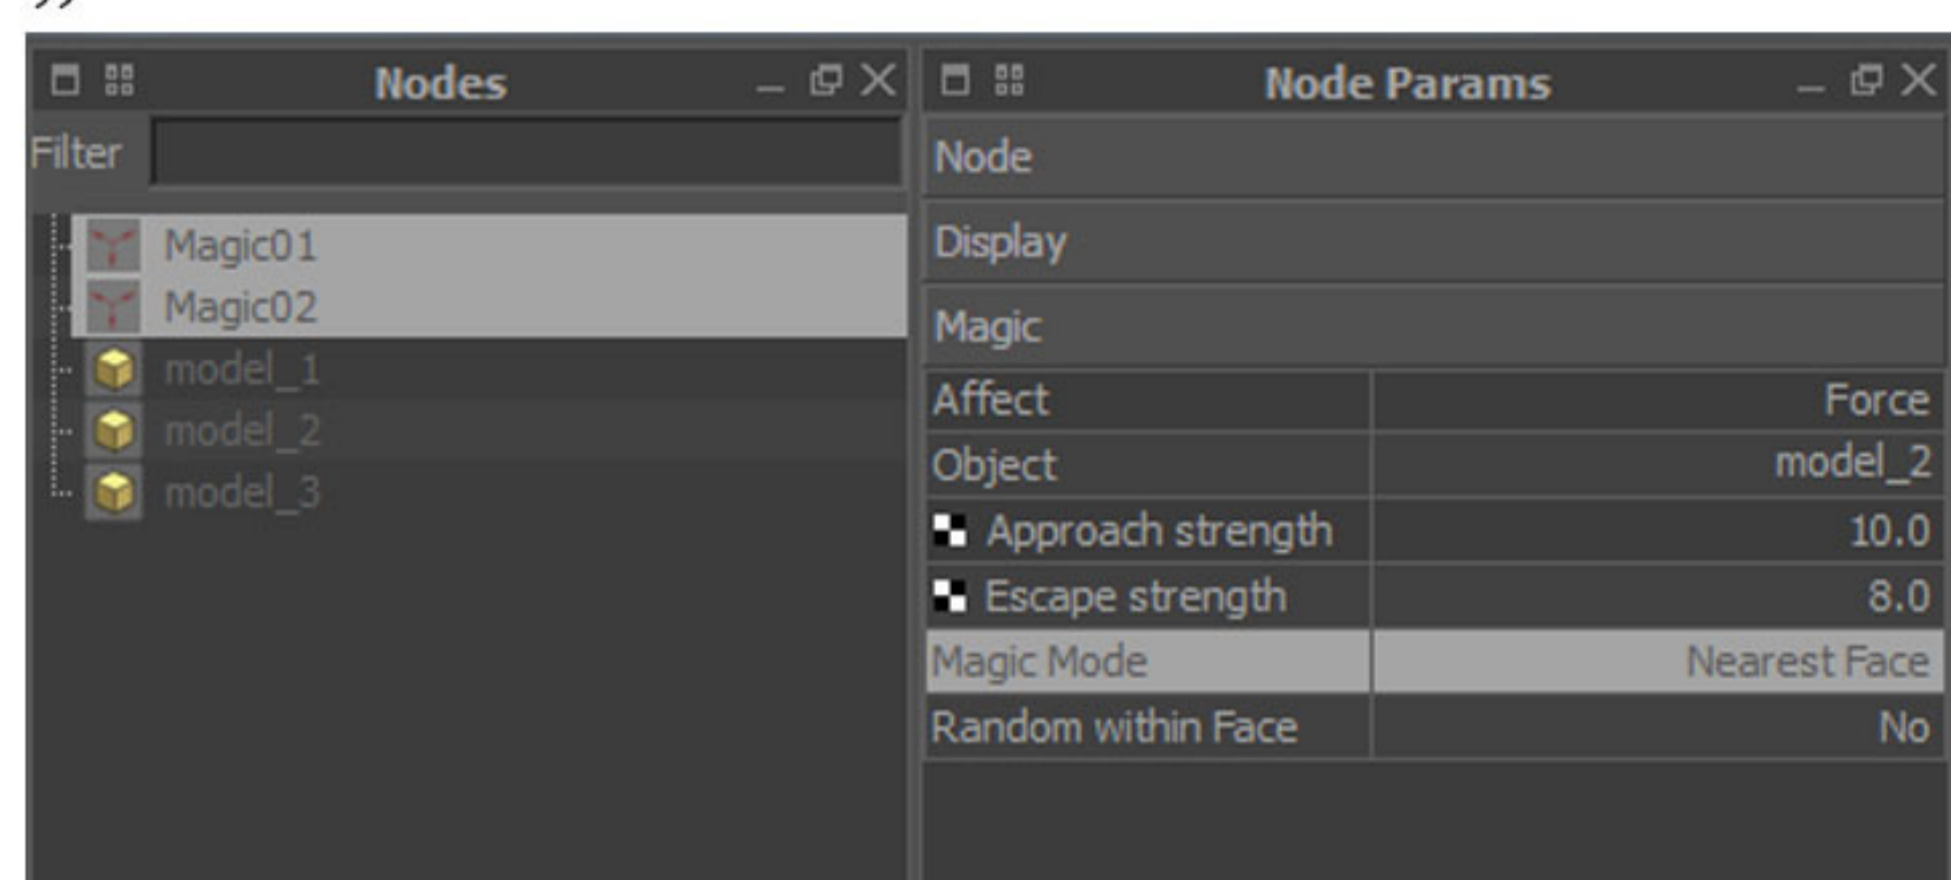 Nodes
Filter
Magic01
Magic02
model_1
model_2
model_3
Node Params
Node
Display
Magic
Affect Force
Object model_2
Approach strength 10.0
Escape strength 8.0
Magic Mode Nearest Face
Random within Face No